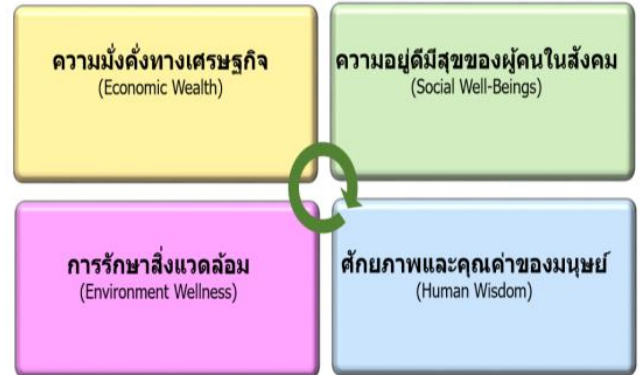 ความมั่งคั่งทางเศรษฐกิจ
(Economic Wealth)
ความอยู่ดีมีสุขของผู้คนในสังคม
(Social Well-Beings)
การรักษาสิ่งแวดล้อม
(Environment Wellness)
ศักยภาพและคุณค่าของมนุษย์
(Human Wisdom)